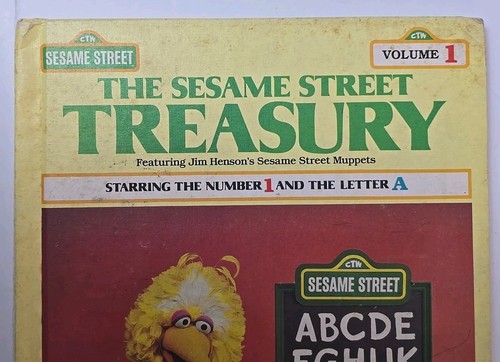 CTW
SESAME STREET
CTW
VOLUME 1
THE SESAME STREET
TREASURY
Featuring Jim Henson's Sesame Street Muppets
STARRING THE NUMBER 1 AND THE LETTER A
CTW
SESAME STREET
ABCDE
FGHIJK